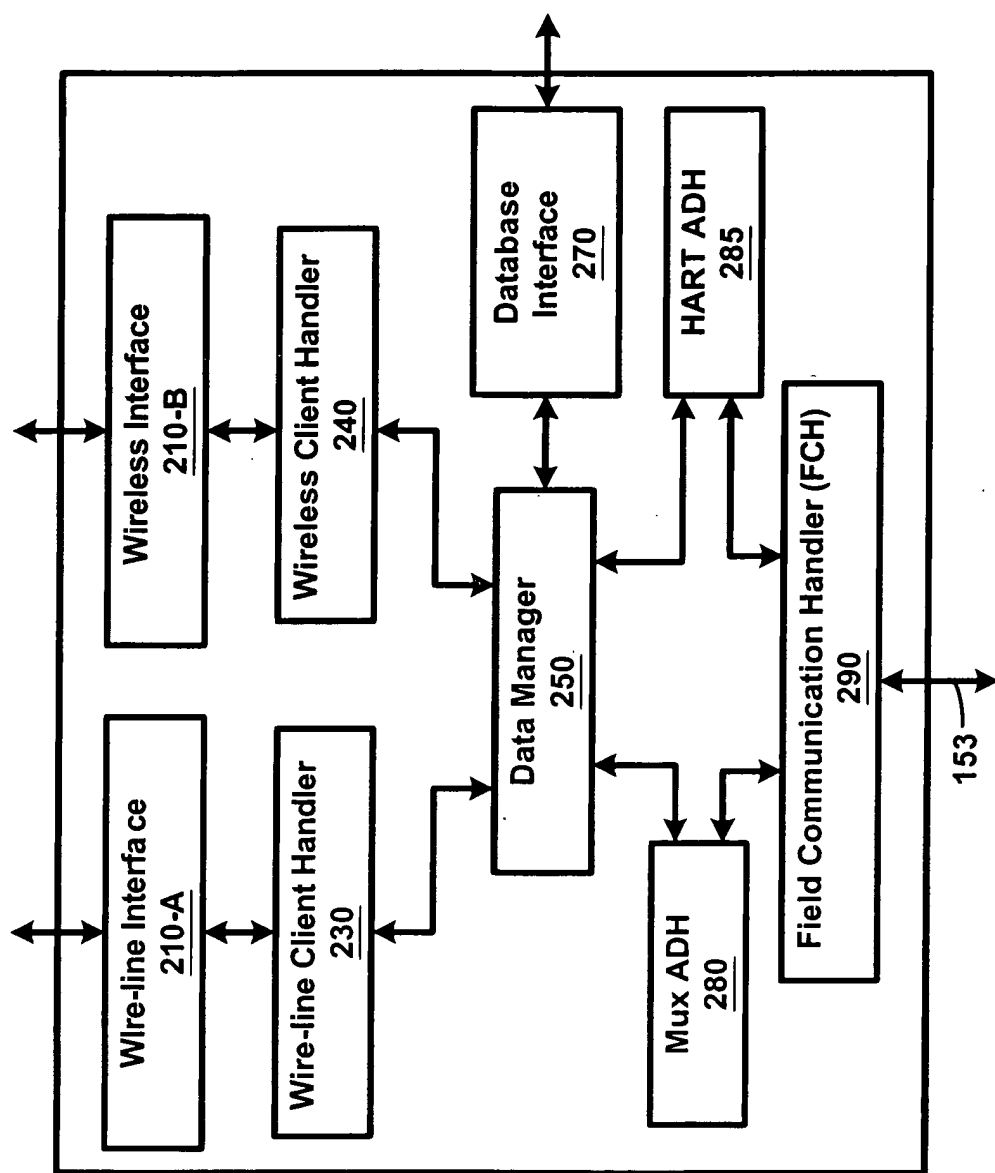 Wire-line Interface
210-A
Wireless Interface
210-B
Wire-line Client Handler
230
Wireless Client Handler
240
Data Manager
250
Database
Interface
270
Mux ADH
280
HART ADH
285
Field Communication Handler (FCH)
290
153